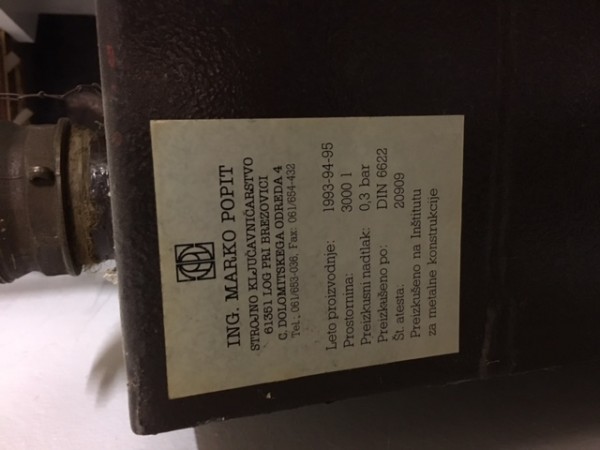 ING. MARKO POPIT
STROJNO KLJUČAVNIČARSTVO
61351 LOG PRI BREZOVICI
C. DOLOMITSKEGA ODREDA 4
Tel.: 061/653-038, Fax: 061/654-432
Leto proizvodnje: 1993-94-95
Prostornina: 3000 l
Preizkusni nadtlak: 0,3 bar
Preizkušeno po: DIN 6622
Št. atesta: 20909
Preizkušeno na Inštitutu
za metalne konstrukcije